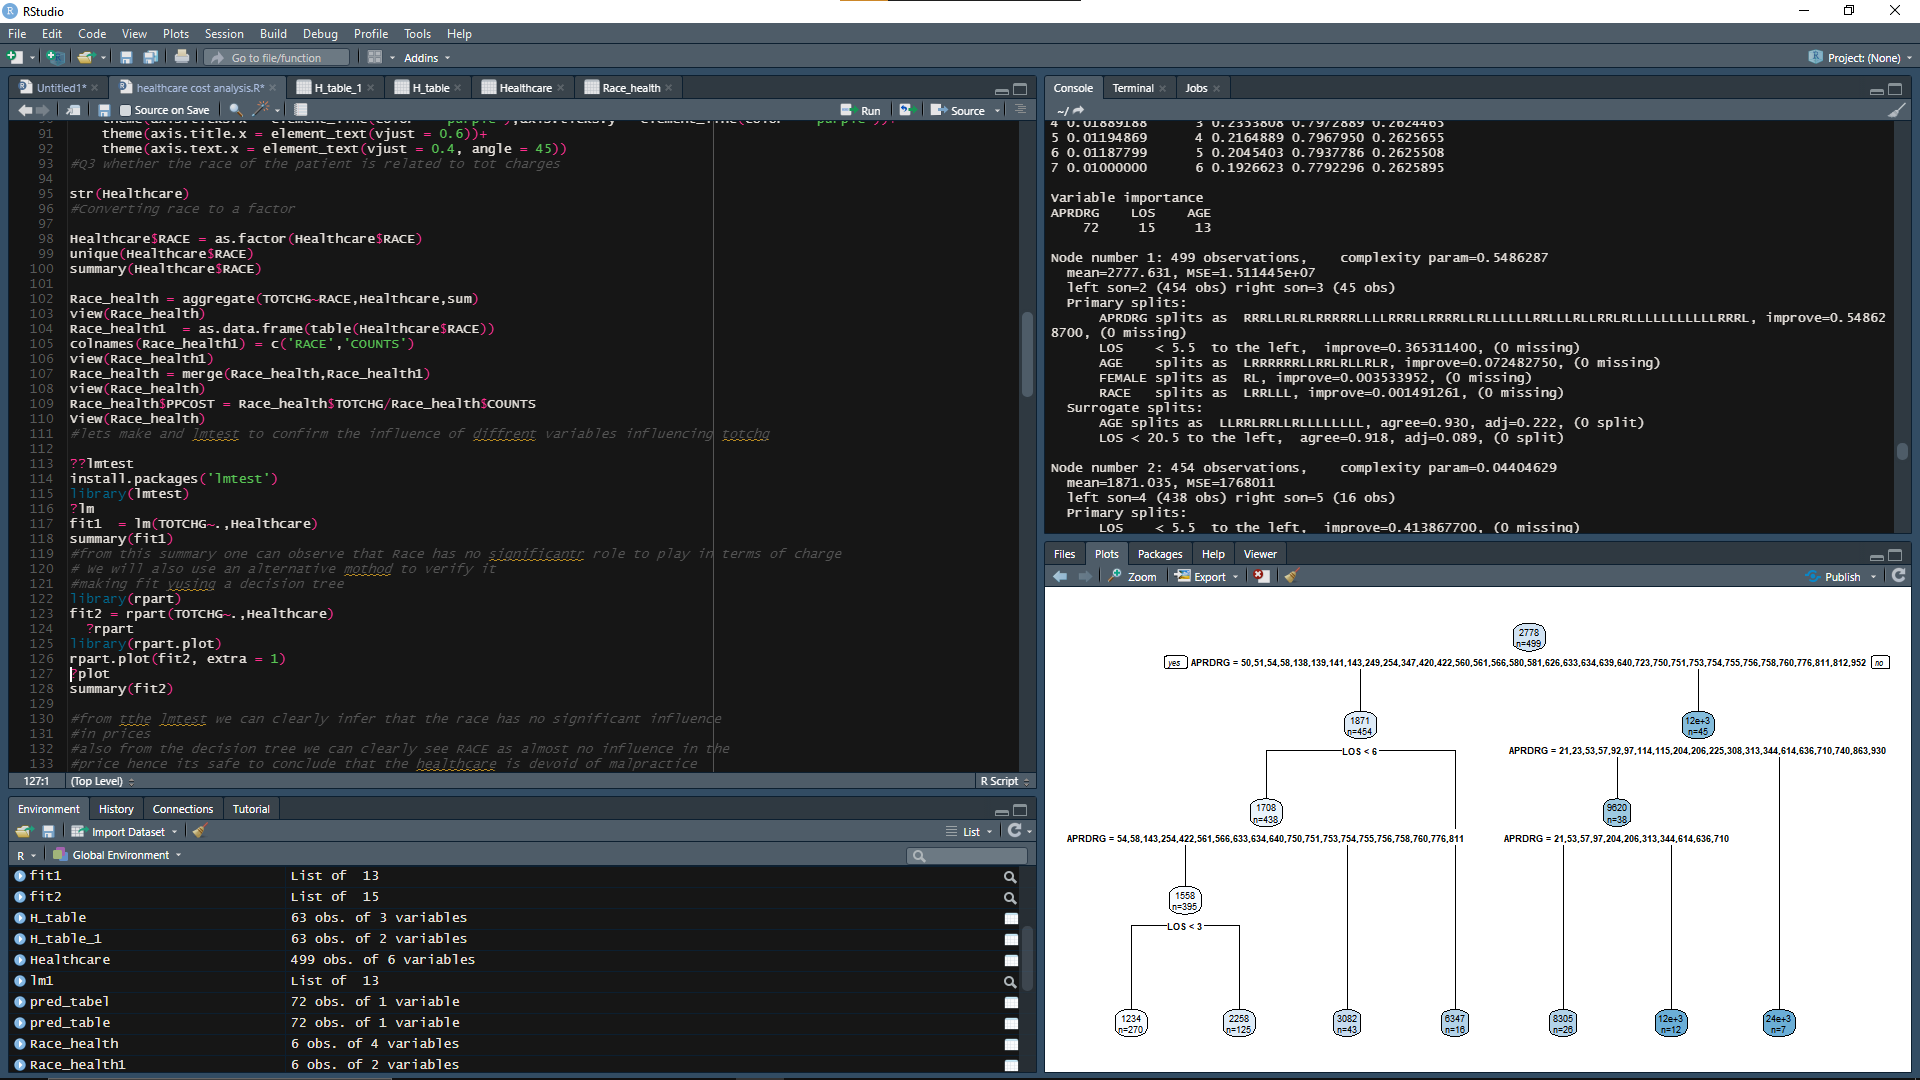 RStudio
File Edit Code View Plots Session Build Debug Profile Tools Help
Go to file/function Addins Project: (None)
Untitled1* healthcare cost analysis.R* H_table_1 H_table Healthcare Race_health
Source on Save Run Source
91 theme(axis.title.x = element_text(vjust = 0.6))+
92 theme(axis.text.x = element_text(vjust = 0.4, angle = 45))
93 #Q3 whether the race of the patient is related to tot charges
94
95 str(Healthcare)
96 #Converting race to a factor
97
98 Healthcare$RACE = as.factor(Healthcare$RACE)
99 unique(Healthcare$RACE)
100 summary(Healthcare$RACE)
101
102 Race_health = aggregate(TOTCHG~RACE,Healthcare,sum)
103 view(Race_health)
104 Race_health1  = as.data.frame(table(Healthcare$RACE))
105 colnames(Race_health1) = c('RACE','COUNTS')
106 view(Race_health1)
107 Race_health = merge(Race_health,Race_health1)
108 view(Race_health)
109 Race_health$PPCOST = Race_health$TOTCHG/Race_health$COUNTS
110 View(Race_health)
111 #lets make and lmtest to confirm the influence of diffrent variables influencing totchg
112
113 ??lmtest
114 install.packages('lmtest')
115 library(lmtest)
116 ?lm
117 fit1  = lm(TOTCHG~.,Healthcare)
118 summary(fit1)
119 #from this summary one can observe that Race has no significantr role to play in terms of charge
120 # We will also use an alternative mothod to verify it
121 #making fit yusing a decision tree
122 library(rpart)
123 fit2 = rpart(TOTCHG~.,Healthcare)
124 ?rpart
125 library(rpart.plot)
126 rpart.plot(fit2, extra = 1)
127 ?plot
128 summary(fit2)
129
130 #from tthe lmtest we can clearly infer that the race has no significant influence
131 #in prices
132 #also from the decision tree we can clearly see RACE as almost no influence in the
133 #price hence its safe to conclude that the healthcare is devoid of malpractice
127:1 (Top Level) R Script
Environment History Connections Tutorial
Import Dataset List
R Global Environment
fit1 List of 13
fit2 List of 15
H_table 63 obs. of 3 variables
H_table_1 63 obs. of 2 variables
Healthcare 499 obs. of 6 variables
lm1 List of 13
pred_tabel 72 obs. of 1 variable
pred_table 72 obs. of 1 variable
Race_health 6 obs. of 4 variables
Race_health1 6 obs. of 2 variables
Console Terminal Jobs
~/
4 0.01889188 3 0.2353808 0.7972889 0.2624465
5 0.01194869 4 0.2164889 0.7967950 0.2625655
6 0.01187799 5 0.2045403 0.7937786 0.2625508
7 0.01000000 6 0.1926623 0.7792296 0.2625895
Variable importance
APRDRG LOS AGE
72 15 13
Node number 1: 499 observations, complexity param=0.5486287
mean=2777.631, MSE=1.511445e+07
left son=2 (454 obs) right son=3 (45 obs)
Primary splits:
APRDRG splits as RRRLLRLRLRRRRRLLLLRRRLLRRRRLLRLLLLLLRRLLLRLLRRLRLLLLLLLLLLLRRRL, improve=0.54862
8700, (0 missing)
LOS < 5.5 to the left, improve=0.365311400, (0 missing)
AGE splits as LRRRRRRLLRRLRLLRLR, improve=0.072482750, (0 missing)
FEMALE splits as RL, improve=0.003533952, (0 missing)
RACE splits as LRRLLL, improve=0.001491261, (0 missing)
Surrogate splits:
AGE splits as LLRRLRRLLRLLLLLLLL, agree=0.930, adj=0.222, (0 split)
LOS < 20.5 to the left, agree=0.918, adj=0.089, (0 split)
Node number 2: 454 observations, complexity param=0.04404629
mean=1871.035, MSE=1768011
left son=4 (438 obs) right son=5 (16 obs)
Primary splits:
LOS < 5.5 to the left, improve=0.413867700, (0 missing)
Files Plots Packages Help Viewer
Zoom Export Publish
2778
n=499
yes APRDRG = 50,51,54,58,138,139,141,143,249,254,347,420,422,560,561,566,580,581,626,633,634,639,640,723,750,751,753,754,755,756,758,760,776,811,812,952 no
1871
n=454
12e+3
n=45
LOS < 6
APRDRG = 21,23,53,57,92,97,114,115,204,206,225,308,313,344,614,636,710,740,863,930
1708
n=438
9620
n=38
APRDRG = 54,58,143,254,422,561,566,633,634,640,750,751,753,754,755,756,758,760,776,811
APRDRG = 21,53,57,97,204,206,313,344,614,636,710
1558
n=395
LOS < 3
1234
n=270
2258
n=125
3082
n=43
6347
n=16
8305
n=26
12e+3
n=12
24e+3
n=7